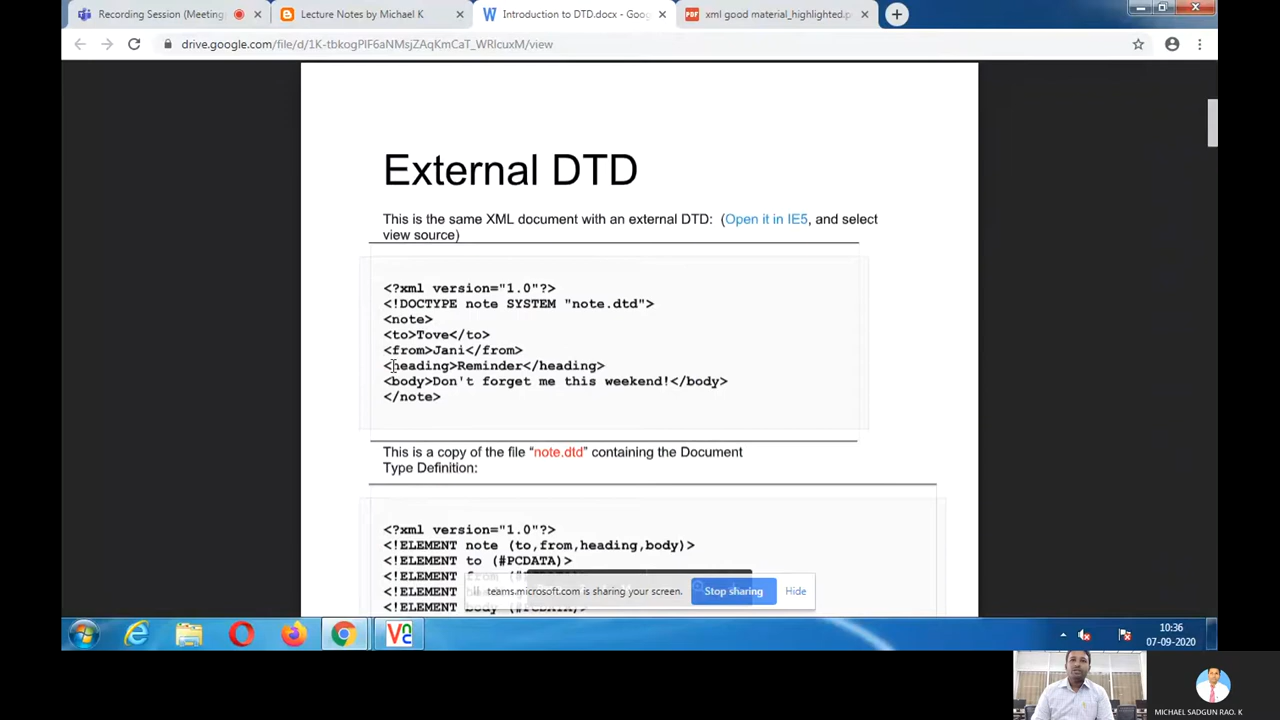 Recording Session (Meeting
Lecture Notes by Michael K
Introduction to DTD.docx - Goog
xml good material_highlighted.p
drive.google.com/file/d/1K-tbkogPlF6aNMsjZAqKmCaT_WRlcuxM/view
External DTD
This is the same XML document with an external DTD: (Open it in IE5, and select
view source)
<?xml version="1.0"?>
<!DOCTYPE note SYSTEM "note.dtd">
<note>
<to>Tove</to>
<from>Jani</from>
<heading>Reminder</heading>
<body>Don't forget me this weekend!</body>
</note>
This is a copy of the file “note.dtd” containing the Document
Type Definition:
<?xml version="1.0"?>
<!ELEMENT note (to,from,heading,body)>
<!ELEMENT to (#PCDATA)>
<!ELEMENT from (#
<!ELEMENT
<!ELEMENT body (#PCDATA)>
teams.microsoft.com is sharing your screen.
Stop sharing
Hide
10:36
07-09-2020
MICHAEL SADGUN RAO. K